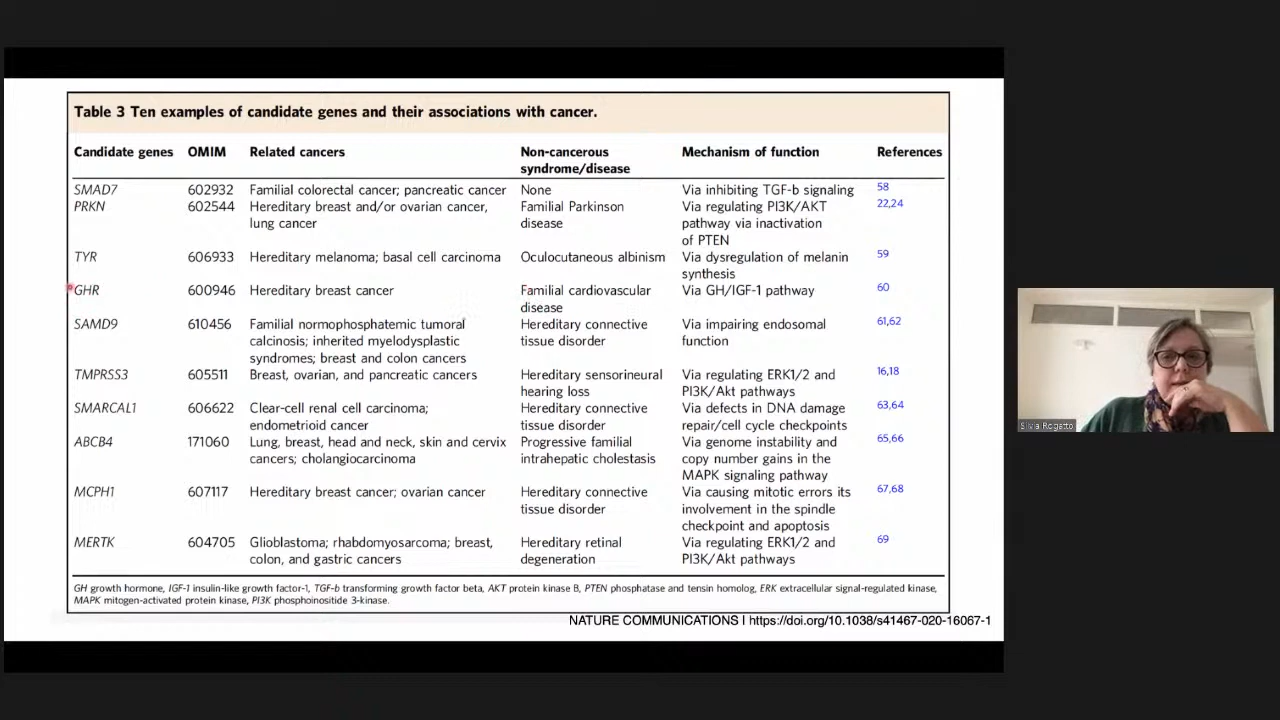 Table 3 Ten examples of candidate genes and their associations with cancer.
Candidate genes OMIM Related cancers Non-cancerous syndrome/disease Mechanism of function References
SMAD7 602932 Familial colorectal cancer; pancreatic cancer None Via inhibiting TGF-b signaling 58
PRKN 602544 Hereditary breast and/or ovarian cancer, Familial Parkinson Via regulating PI3K/AKT 22,24
lung cancer disease pathway via inactivation
of PTEN
TYR 606933 Hereditary melanoma; basal cell carcinoma Oculocutaneous albinism Via dysregulation of melanin 59
synthesis
GHR 600946 Hereditary breast cancer Familial cardiovascular Via GH/IGF-1 pathway 60
disease
SAMD9 610456 Familial normophosphatemic tumoral Hereditary connective Via impairing endosomal 61,62
calcinosis; inherited myelodysplastic tissue disorder function
syndromes; breast and colon cancers
TMPRSS3 605511 Breast, ovarian, and pancreatic cancers Hereditary sensorineural Via regulating ERK1/2 and 16,18
hearing loss PI3K/Akt pathways
SMARCAL1 606622 Clear-cell renal cell carcinoma; Hereditary connective Via defects in DNA damage 63,64
endometrioid cancer tissue disorder repair/cell cycle checkpoints
ABCB4 171060 Lung, breast, head and neck, skin and cervix Progressive familial Via genome instability and 65,66
cancers; cholangiocarcinoma intrahepatic cholestasis copy number gains in the
MAPK signaling pathway
MCPH1 607117 Hereditary breast cancer; ovarian cancer Hereditary connective Via causing mitotic errors its 67,68
tissue disorder involvement in the spindle
checkpoint and apoptosis
MERTK 604705 Glioblastoma; rhabdomyosarcoma; breast, Hereditary retinal Via regulating ERK1/2 and 69
colon, and gastric cancers degeneration PI3K/Akt pathways
GH growth hormone, IGF-1 insulin-like growth factor-1, TGF-b transforming growth factor beta, AKT protein kinase B, PTEN phosphatase and tensin homolog, ERK extracellular signal-regulated kinase,
MAPK mitogen-activated protein kinase, PI3K phosphoinositide 3-kinase.
NATURE COMMUNICATIONS | https://doi.org/10.1038/s41467-020-16067-1
Silvia Rogatto